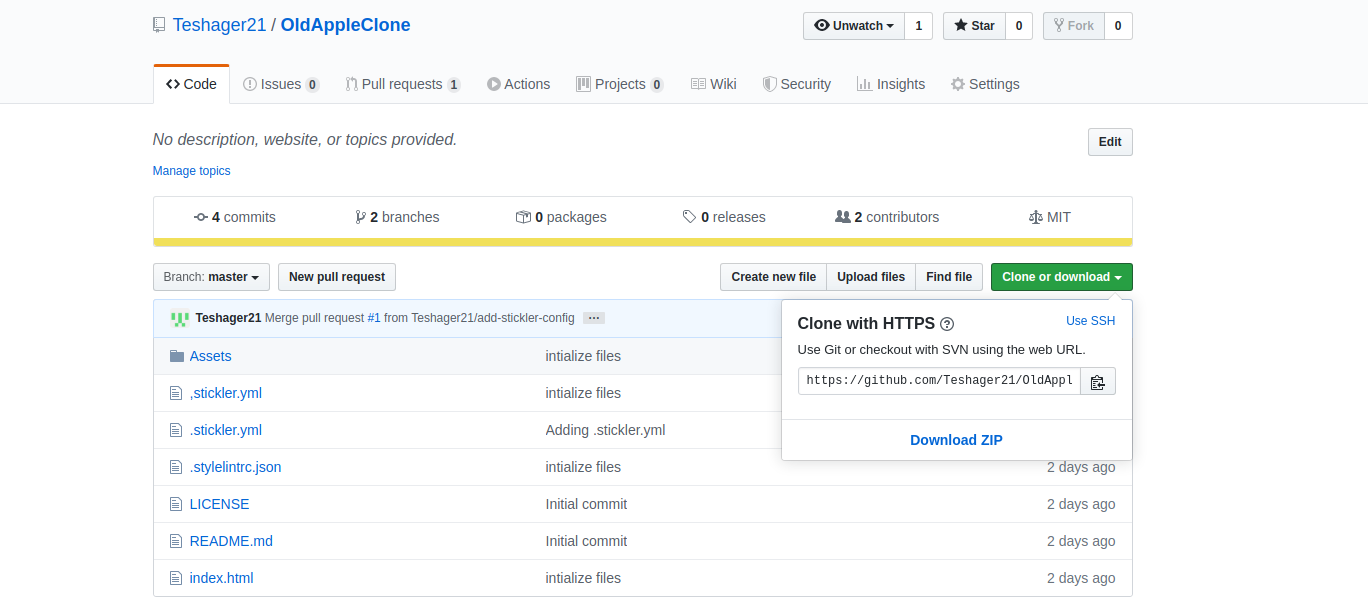 Teshager21 / OldAppleClone
Unwatch 1 Star 0 Fork 0
Code Issues 0 Pull requests 1 Actions Projects 0 Wiki Security Insights Settings
No description, website, or topics provided.
Edit
Manage topics
4 commits 2 branches 0 packages 0 releases 2 contributors MIT
Branch: master New pull request Create new file Upload files Find file Clone or download
Teshager21 Merge pull request #1 from Teshager21/add-stickler-config ...
Clone with HTTPS ? Use SSH
Use Git or checkout with SVN using the web URL.
https://github.com/Teshager21/OldAppl
Download ZIP
Assets intialize files
,stickler.yml intialize files
.stickler.yml Adding .stickler.yml
.stylelintrc.json intialize files 2 days ago
LICENSE Initial commit 2 days ago
README.md Initial commit 2 days ago
index.html intialize files 2 days ago